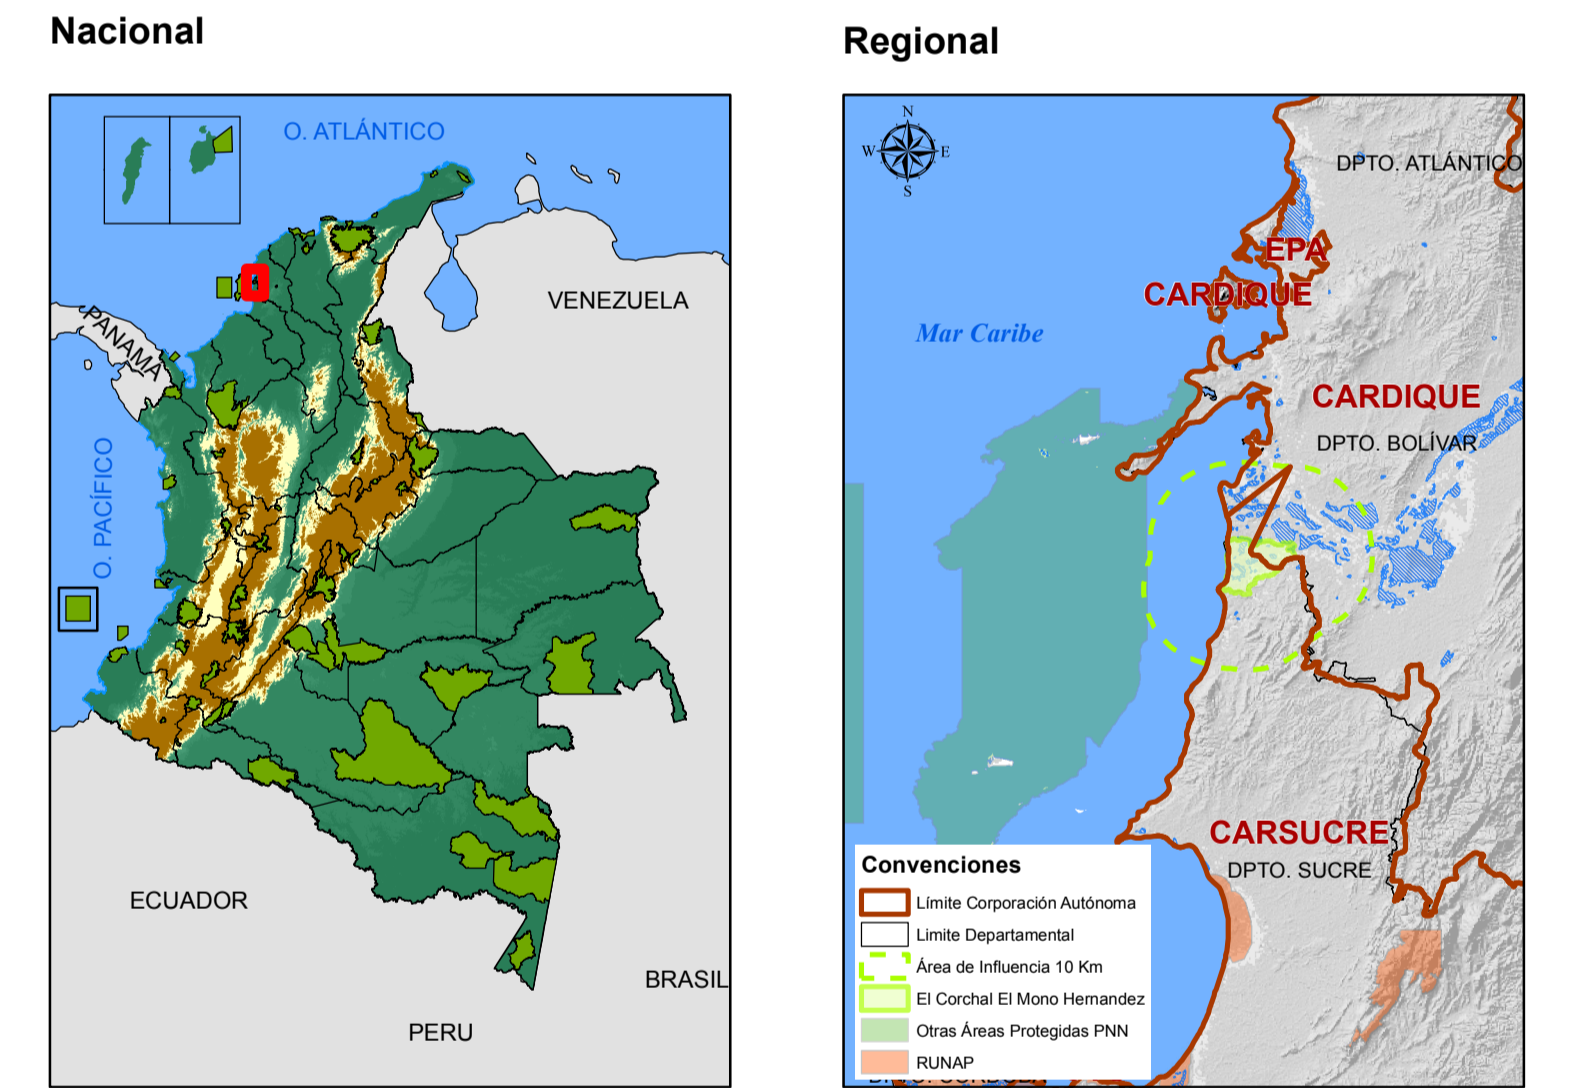 Nacional
O. ATLÁNTICO
VENEZUELA
PANAMA
O. PACÍFICO
ECUADOR
BRASIL
PERU
Regional
N
W
E
S
DPTO. ATLÁNTICO
EPA
CARDIQUE
Mar Caribe
CARDIQUE
DPTO. BOLÍVAR
CARSUCRE
DPTO. SUCRE
Convenciones
Límite Corporación Autónoma
Limite Departamental
Área de Influencia 10 Km
El Corchal El Mono Hernandez
Otras Áreas Protegidas PNN
RUNAP